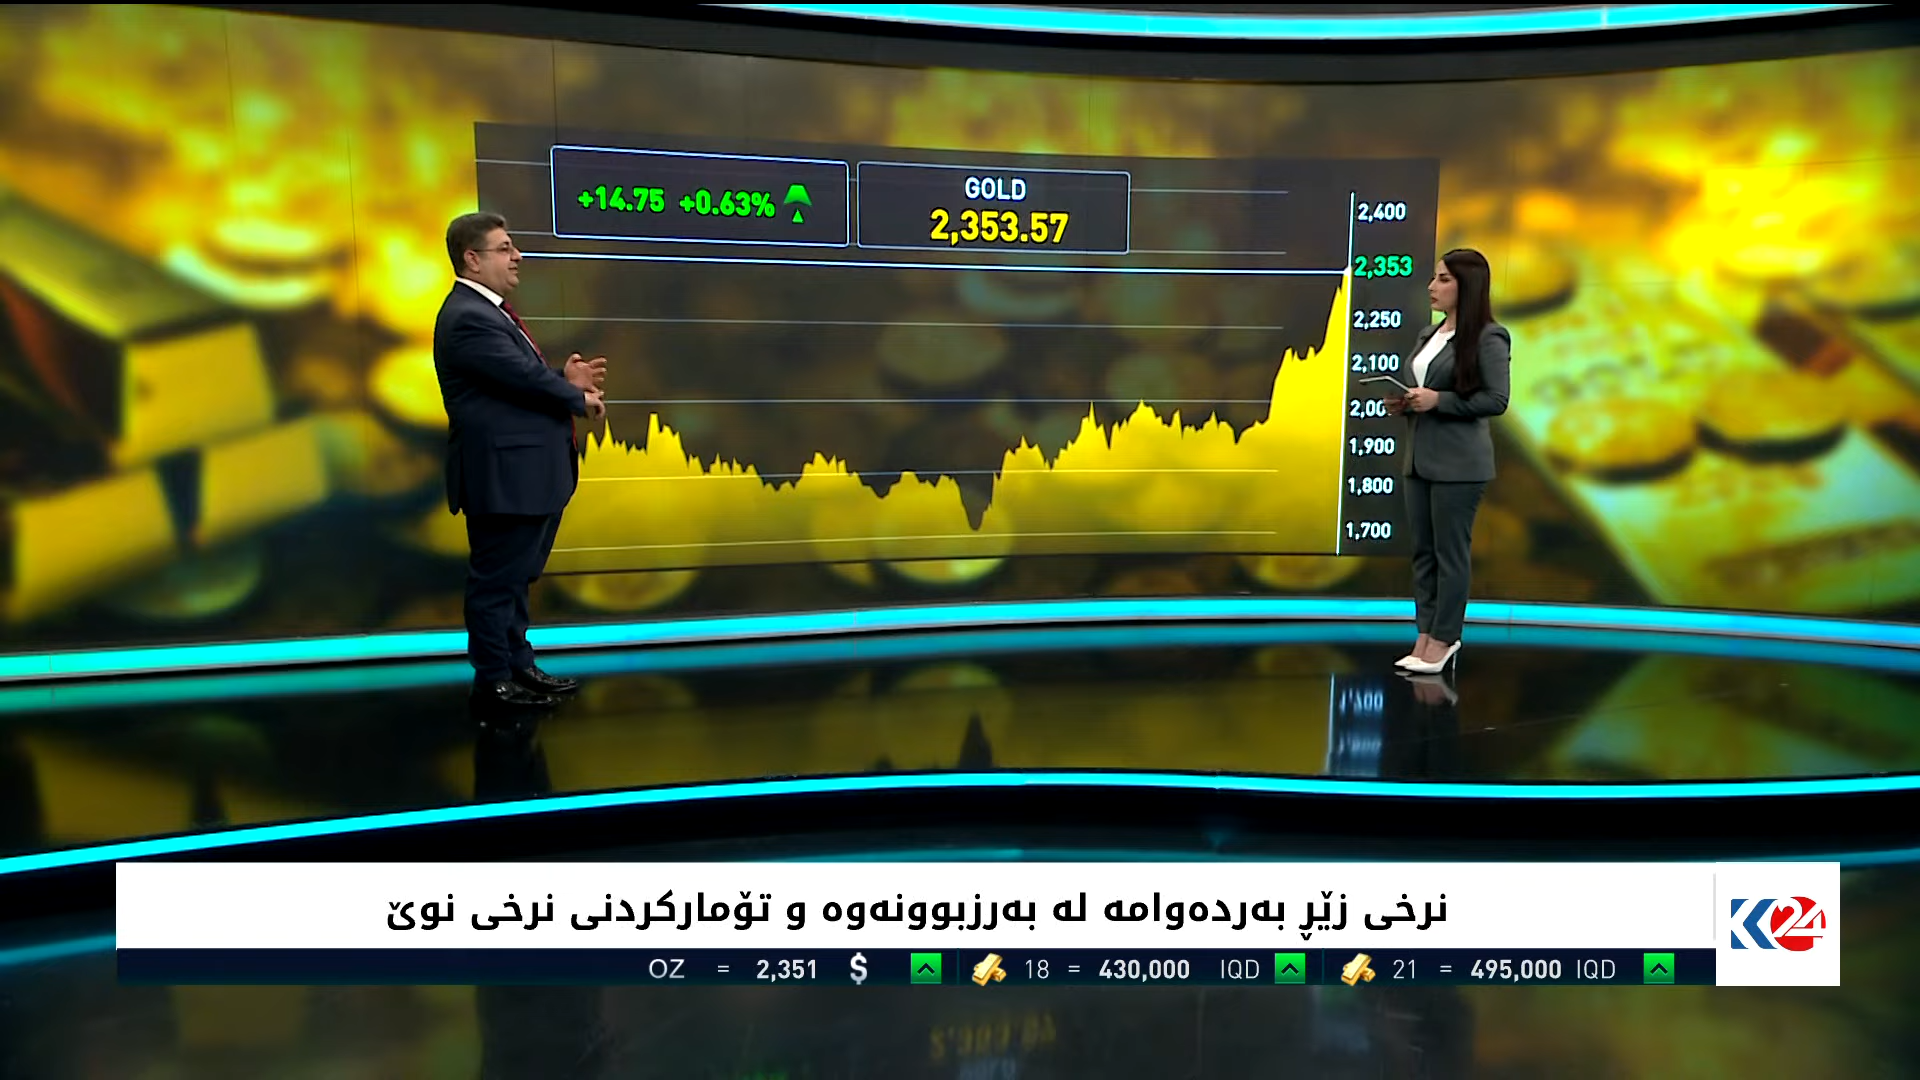 +14.75 +0.63%
GOLD
2,353.57
2,400
2,353
2,250
2,100
2,00
1,900
1,800
1,700
نرخی زێڕ بەردەوامە لە بەرزبوونەوە و تۆمارکردنی نرخی نوێ
K24
OZ = 2,351 $ 18 = 430,000 IQD 21 = 495,000 IQD